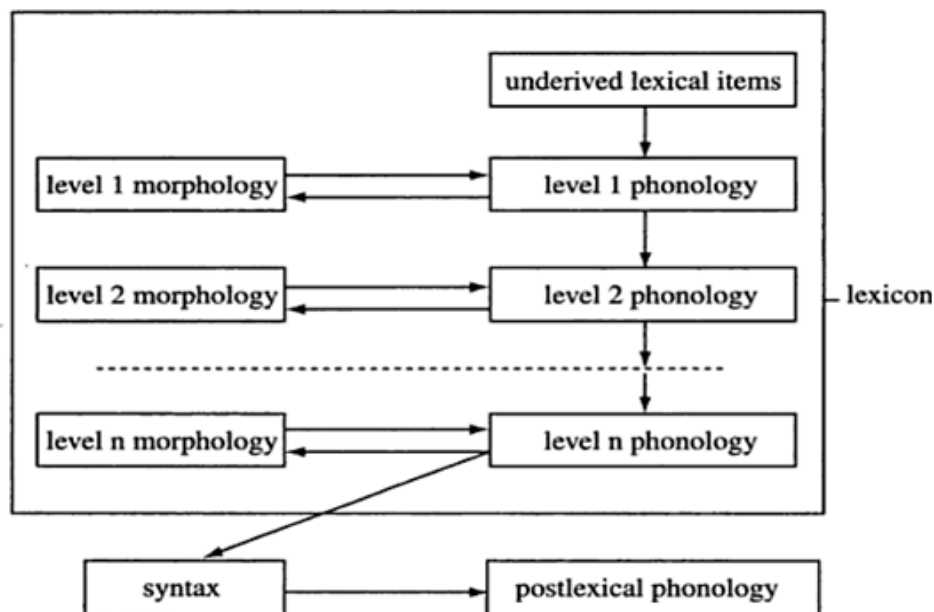 underived lexical items
level 1 morphology
level 1 phonology
level 2 morphology
level 2 phonology
lexicon
level n morphology
level n phonology
syntax
postlexical phonology